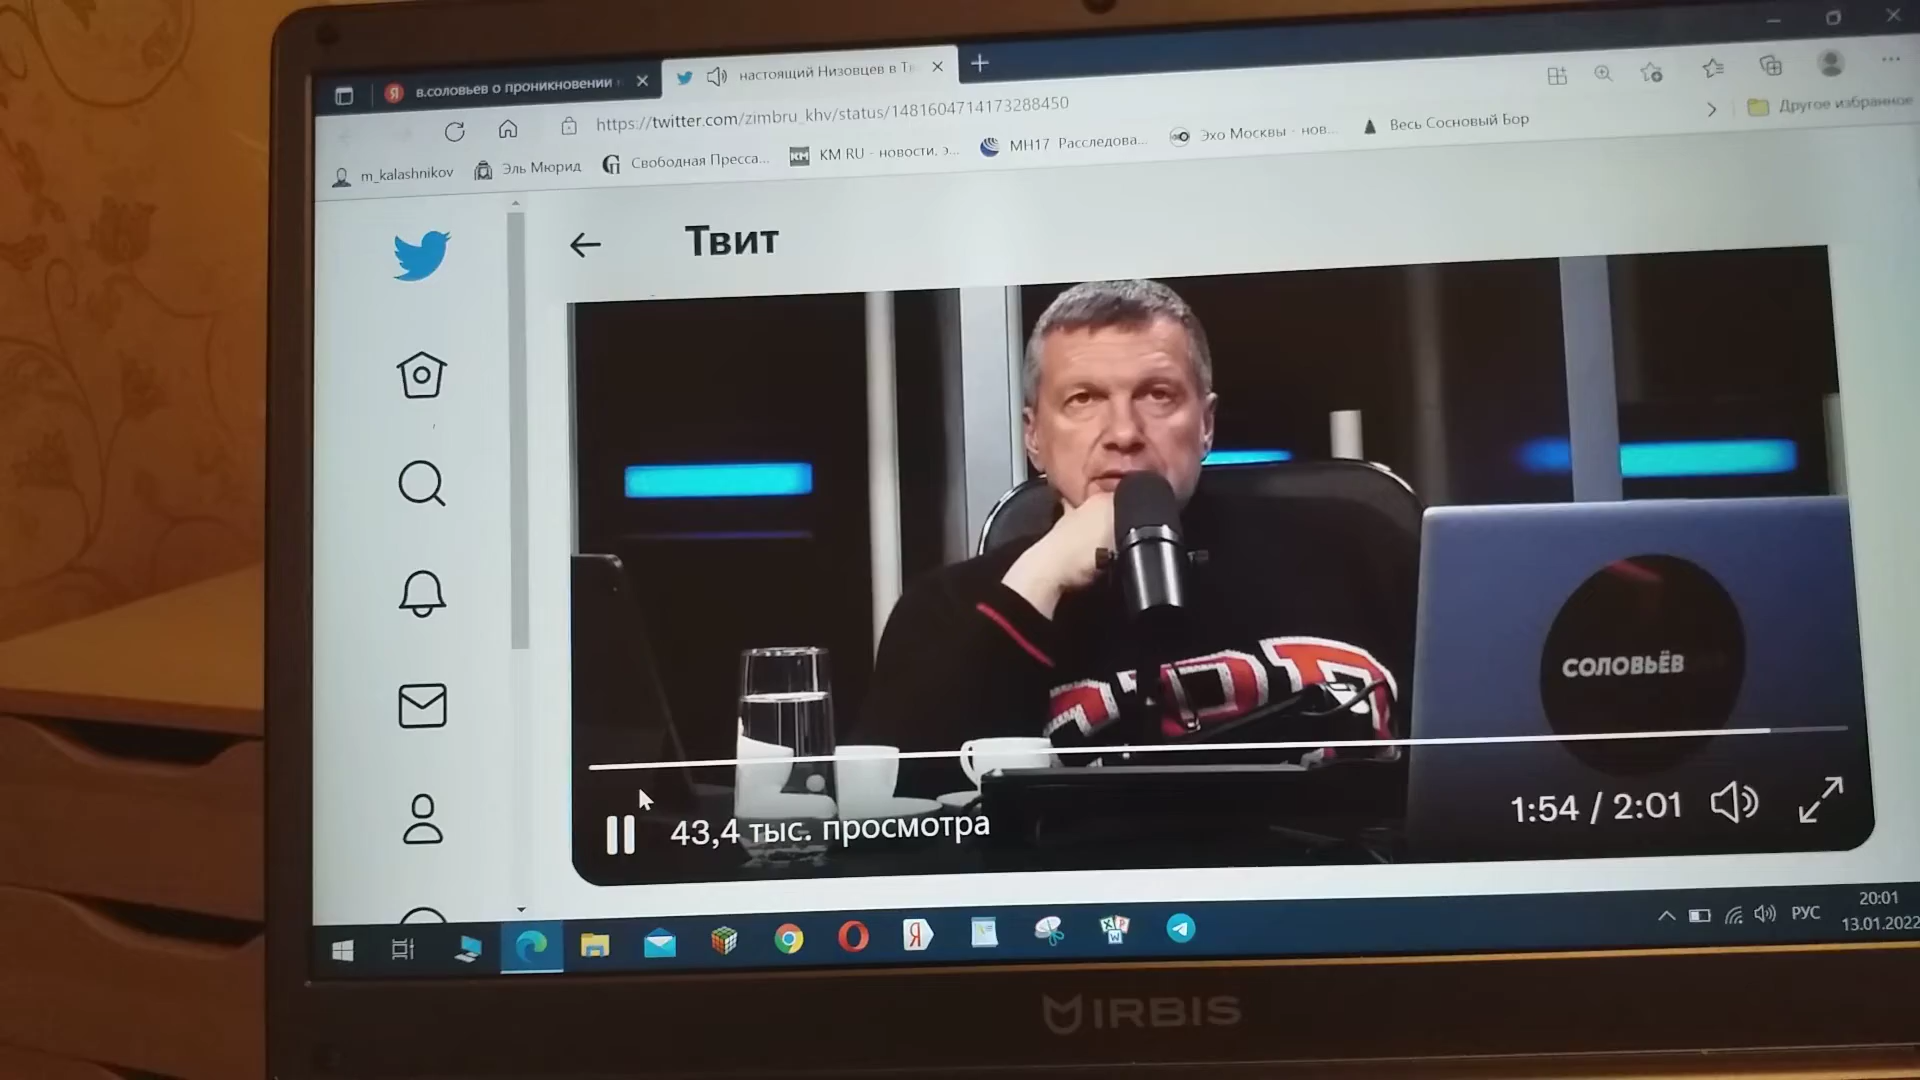 в.соловьев о проникновении
настоящий Низовцев в Т
https://twitter.com/zimbru_khv/status/1481604714173288450
m_kalashnikov
Эль Мюрид
Свободная Пресса...
KM RU - новости, э...
MH17 Расследова...
Эхо Москвы - нов...
Весь Сосновый Бор
Другое избранное
Твит
СОЛОВЬЁВ
43,4 тыс. просмотра
1:54 / 2:01
РУС
20:01
13.01.2022
IRBIS